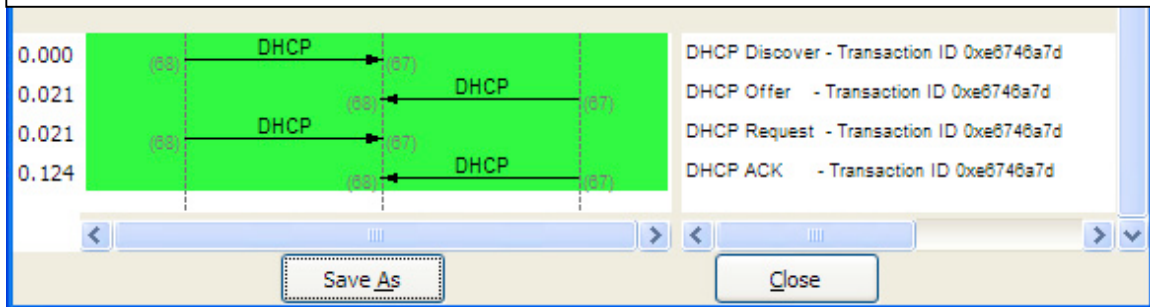 0.000 (68) DHCP (67) DHCP Discover - Transaction ID 0xe6746a7d
0.021 (68) DHCP (67) DHCP Offer - Transaction ID 0xe6746a7d
0.021 (68) DHCP (67) DHCP Request - Transaction ID 0xe6746a7d
0.124 (68) DHCP (67) DHCP ACK - Transaction ID 0xe6746a7d
Save As Close